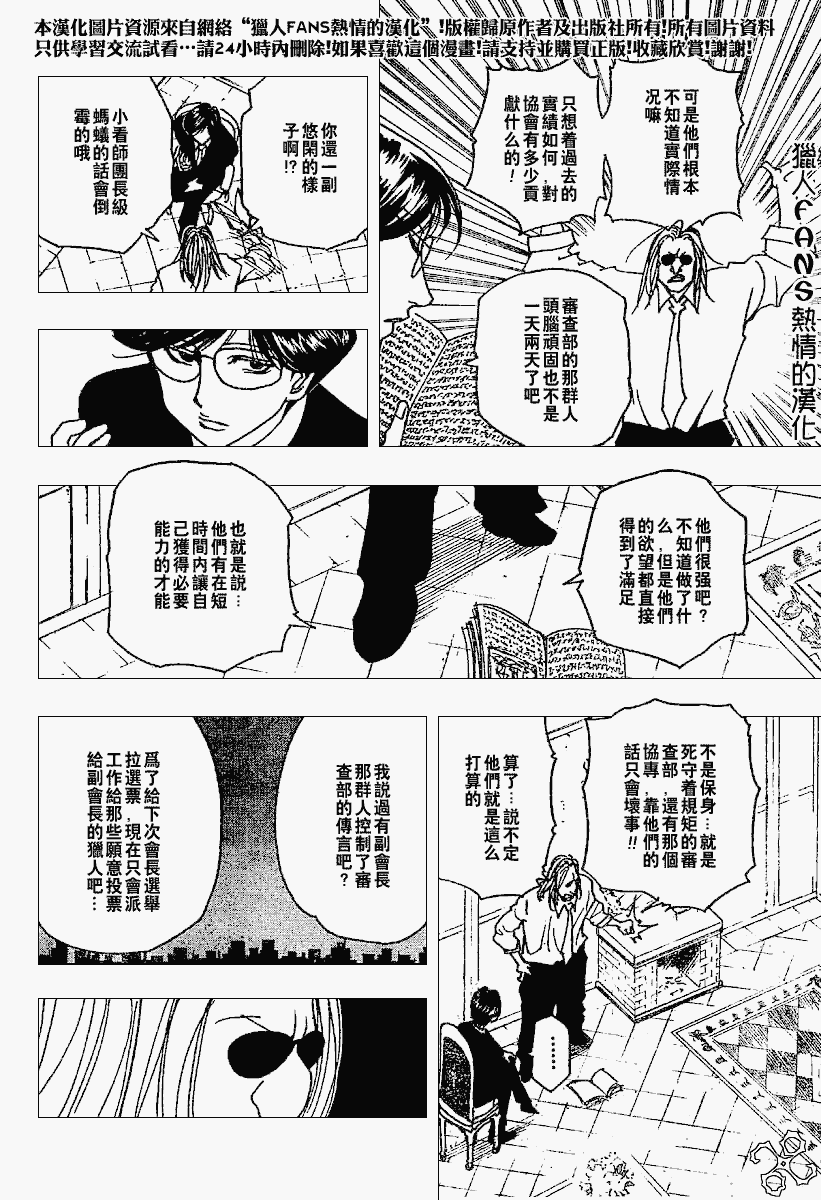 本漢化圖片資源來自網絡“獵人FANS熱情的漢化”!版權歸原作者及出版社所有!所有圖片資料
只供學習交流試看…請24小時內刪除!如果喜歡這個漫畫!請支持並購買正版!收藏欣賞!謝謝!
獵人FANS熱情的漢化
可是他們根本
不知道實際情
況嘛
只想着過去的
實績如何,對
協會有多少貢
獻什么的!
審查部的那群人
頭腦頑固也不是
一天兩天了吧
你還一副
悠閑的樣
子啊!?
小看師團長級
螞蟻的話會倒
霉的哦
他們很强吧?
不知道做了什
么,但是他們
的欲望都直接
得到了滿足
也就是說…
他們有在短
時間內讓自
己獲得必要
能力的才能
不是保身…就是
死守着規矩的審
查部,還有那個
協專,靠他們的
話只會壞事!!
算了…說不定
他們就是這么
打算的
……
我說過有副會長
那群人控制了審
查部的傳言吧?
爲了給下次會長選舉
拉選票,現在只會派
工作給那些願意投票
給副會長的獵人吧…